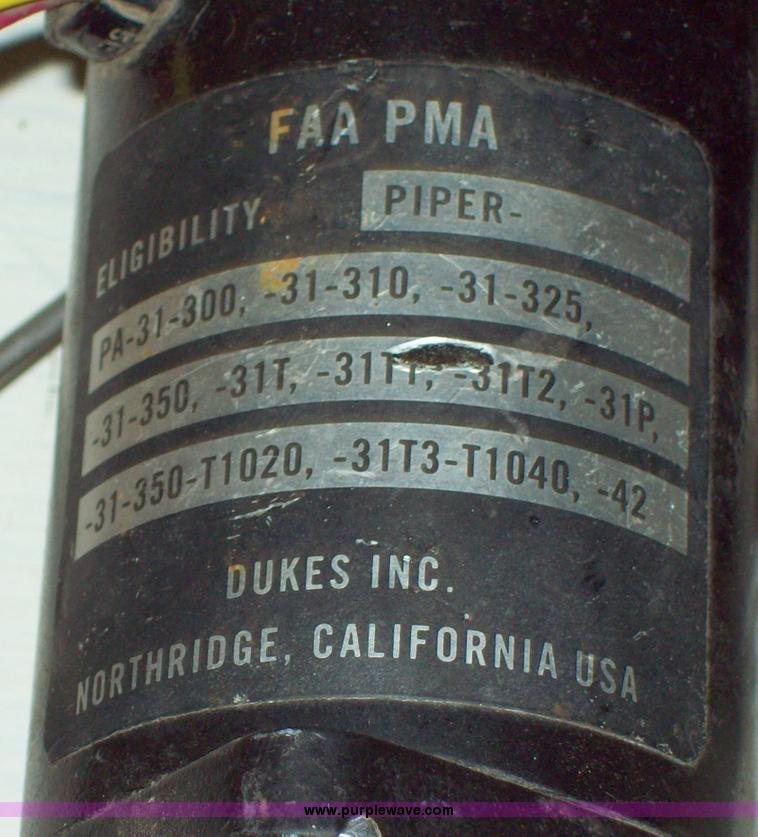 FAA PMA
ELIGIBILITY PIPER-
PA-31-300, -31-310, -31-325,
-31-350, -31T, -31T1, -31T2, -31P,
-31-350-T1020, -31T3-T1040, -42
DUKES INC.
NORTHRIDGE, CALIFORNIA USA
www.purplewave.com